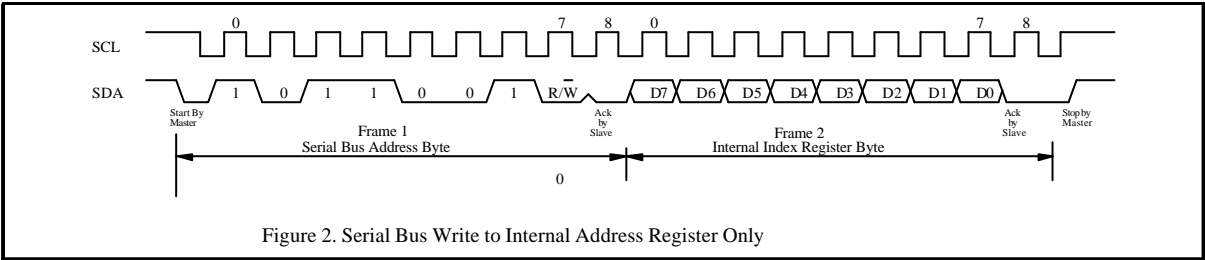 0 7 8 0 7 8
SCL
SDA 1 0 1 1 0 0 1 R/W̅ D7 D6 D5 D4 D3 D2 D1 D0
Start By
Master
Ack
by
Slave
Ack
by
Slave
Stop by
Master
Frame 1
Serial Bus Address Byte
Frame 2
Internal Index Register Byte
0
Figure 2. Serial Bus Write to Internal Address Register Only